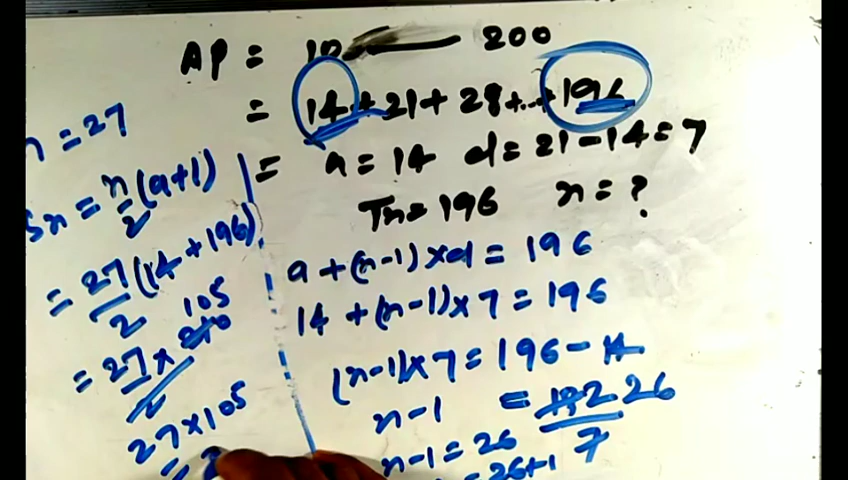 AP = 10 200
= 14 + 21 + 28 +...+ 196
= a = 14 d = 21 - 14 = 7
Tn = 196 n = ?
a + (n-1) × d = 196
14 + (n-1) × 7 = 196
(n-1) × 7 = 196 - 14
n-1 = 182 26
7
n-1 = 26
= 26+1
n = 27
Sn = n/2 (a+l)
= 27/2 (14 + 196)
105
= 27/2 × 210
27 × 105
=